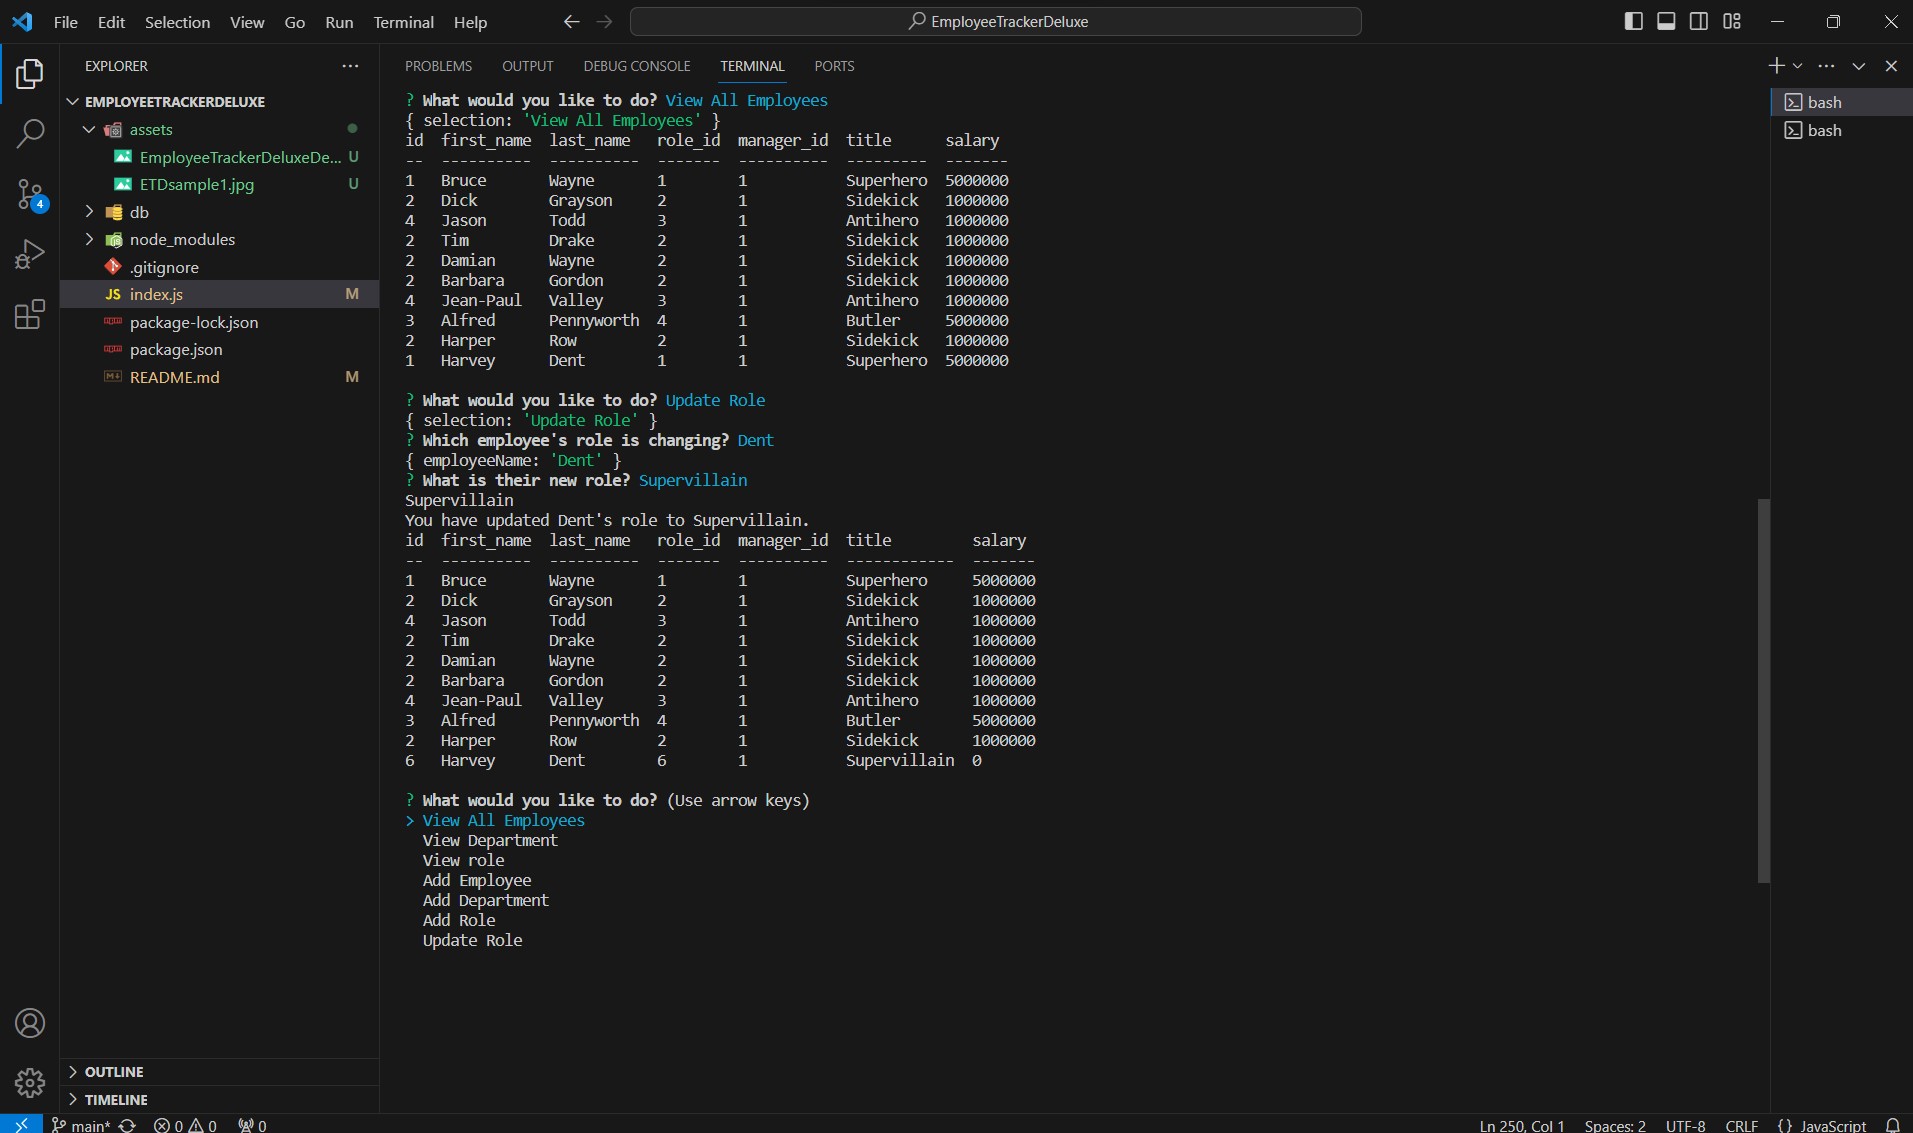 File Edit Selection View Go Run Terminal Help
EmployeeTrackerDeluxe
EXPLORER
EMPLOYEETRACKERDELUXE
assets
EmployeeTrackerDeluxeDe... U
ETDsample1.jpg U
db
node_modules
.gitignore
JS index.js M
package-lock.json
package.json
README.md M
4
OUTLINE
TIMELINE
PROBLEMS OUTPUT DEBUG CONSOLE TERMINAL PORTS
? What would you like to do? View All Employees
{ selection: 'View All Employees' }
id first_name last_name role_id manager_id title salary
-- ---------- ---------- ------- ---------- --------- -------
1 Bruce Wayne 1 1 Superhero 5000000
2 Dick Grayson 2 1 Sidekick 1000000
4 Jason Todd 3 1 Antihero 1000000
2 Tim Drake 2 1 Sidekick 1000000
2 Damian Wayne 2 1 Sidekick 1000000
2 Barbara Gordon 2 1 Sidekick 1000000
4 Jean-Paul Valley 3 1 Antihero 1000000
3 Alfred Pennyworth 4 1 Butler 5000000
2 Harper Row 2 1 Sidekick 1000000
1 Harvey Dent 1 1 Superhero 5000000
? What would you like to do? Update Role
{ selection: 'Update Role' }
? Which employee's role is changing? Dent
{ employeeName: 'Dent' }
? What is their new role? Supervillain
Supervillain
You have updated Dent's role to Supervillain.
id first_name last_name role_id manager_id title salary
-- ---------- ---------- ------- ---------- ------------ -------
1 Bruce Wayne 1 1 Superhero 5000000
2 Dick Grayson 2 1 Sidekick 1000000
4 Jason Todd 3 1 Antihero 1000000
2 Tim Drake 2 1 Sidekick 1000000
2 Damian Wayne 2 1 Sidekick 1000000
2 Barbara Gordon 2 1 Sidekick 1000000
4 Jean-Paul Valley 3 1 Antihero 1000000
3 Alfred Pennyworth 4 1 Butler 5000000
2 Harper Row 2 1 Sidekick 1000000
6 Harvey Dent 6 1 Supervillain 0
? What would you like to do? (Use arrow keys)
> View All Employees
View Department
View role
Add Employee
Add Department
Add Role
Update Role
bash
bash
main* 0 0 0 Ln 250, Col 1 Spaces: 2 UTF-8 CRLF {} JavaScript